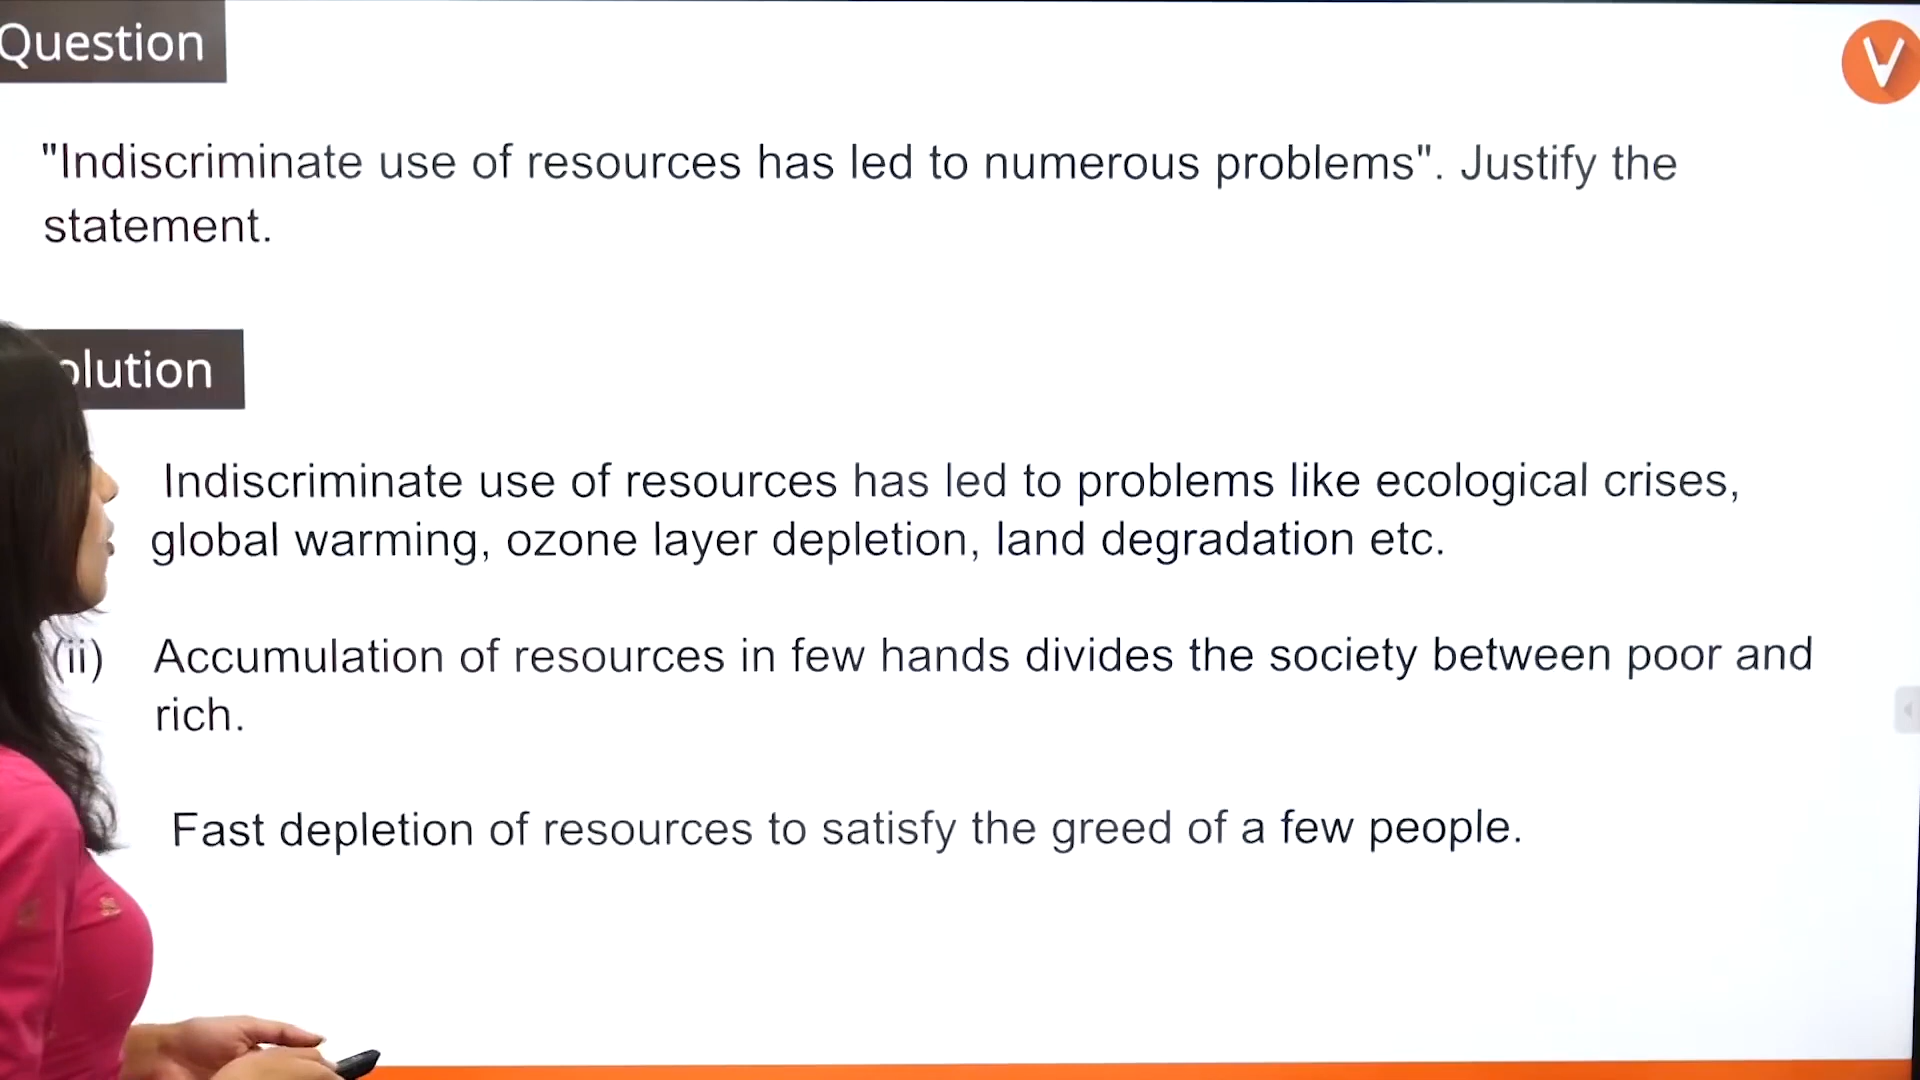 Question
"Indiscriminate use of resources has led to numerous problems". Justify the
statement.
olution
Indiscriminate use of resources has led to problems like ecological crises,
global warming, ozone layer depletion, land degradation etc.
(ii) Accumulation of resources in few hands divides the society between poor and
rich.
Fast depletion of resources to satisfy the greed of a few people.